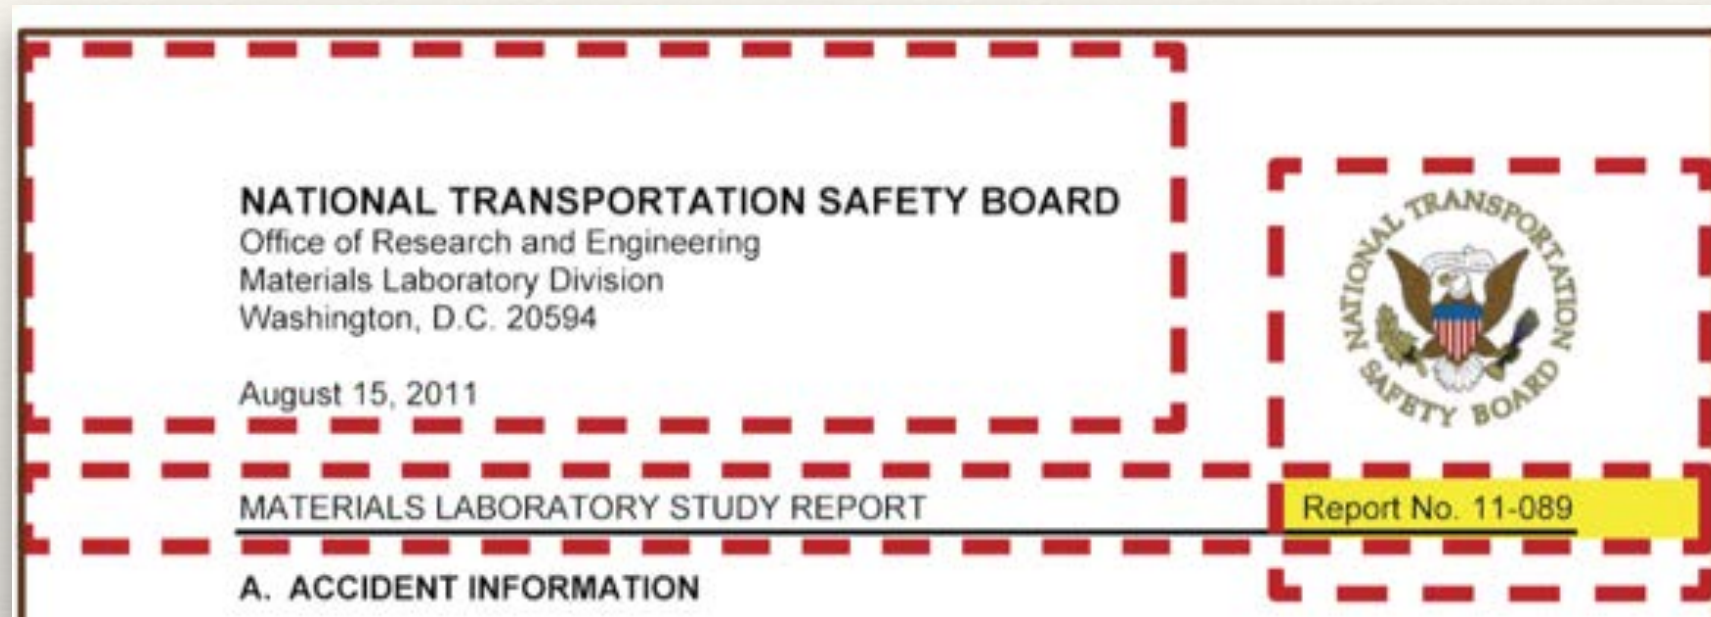 NATIONAL TRANSPORTATION SAFETY BOARD
Office of Research and Engineering
Materials Laboratory Division
Washington, D.C. 20594
August 15, 2011
NATIONAL TRANSPORTATION SAFETY BOARD
MATERIALS LABORATORY STUDY REPORT Report No. 11-089
A. ACCIDENT INFORMATION